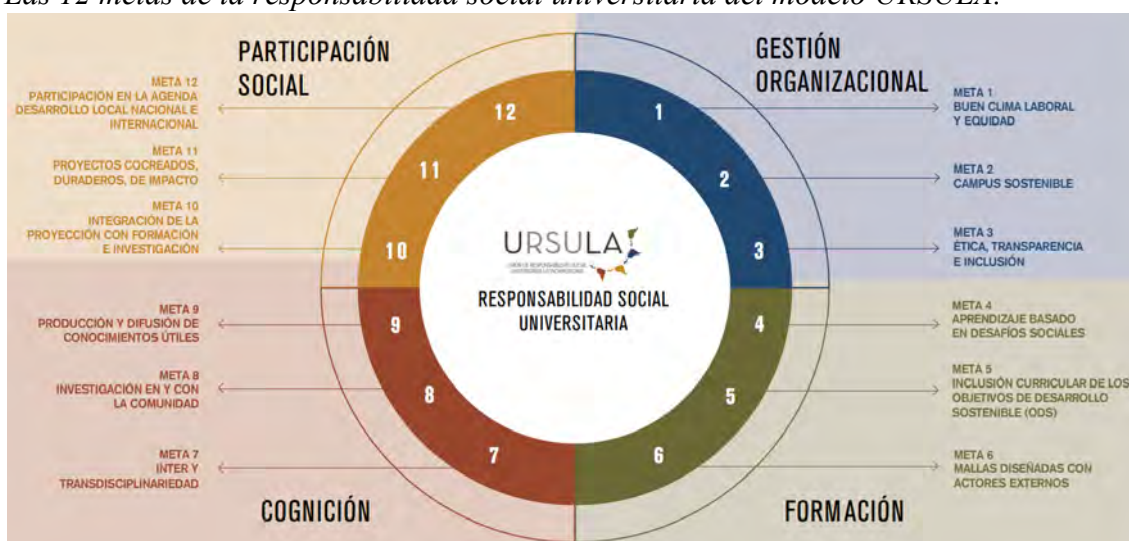 Las 12 metas de la responsabilidad social universitaria del modelo URSULA.
PARTICIPACIÓN
SOCIAL
GESTIÓN
ORGANIZACIONAL
META 12
PARTICIPACIÓN EN LA AGENDA
DESARROLLO LOCAL NACIONAL E
INTERNACIONAL
META 11
PROYECTOS COCREADOS,
DURADEROS, DE IMPACTO
META 10
INTEGRACIÓN DE LA
PROYECCIÓN CON FORMACIÓN
E INVESTIGACIÓN
META 9
PRODUCCIÓN Y DIFUSIÓN DE
CONOCIMIENTOS ÚTILES
META 8
INVESTIGACIÓN EN Y CON
LA COMUNIDAD
META 7
INTER Y
TRANSDISCIPLINARIEDAD
12
11
10
9
8
7
1
2
3
4
5
6
URSULA
UNIÓN DE RESPONSABILIDAD SOCIAL
UNIVERSITARIA LATINOAMERICANA
RESPONSABILIDAD SOCIAL
UNIVERSITARIA
META 1
BUEN CLIMA LABORAL
Y EQUIDAD
META 2
CAMPUS SOSTENIBLE
META 3
ÉTICA, TRANSPARENCIA
E INCLUSIÓN
META 4
APRENDIZAJE BASADO
EN DESAFÍOS SOCIALES
META 5
INCLUSIÓN CURRICULAR DE LOS
OBJETIVOS DE DESARROLLO
SOSTENIBLE (ODS)
META 6
MALLAS DISEÑADAS CON
ACTORES EXTERNOS
COGNICIÓN
FORMACIÓN